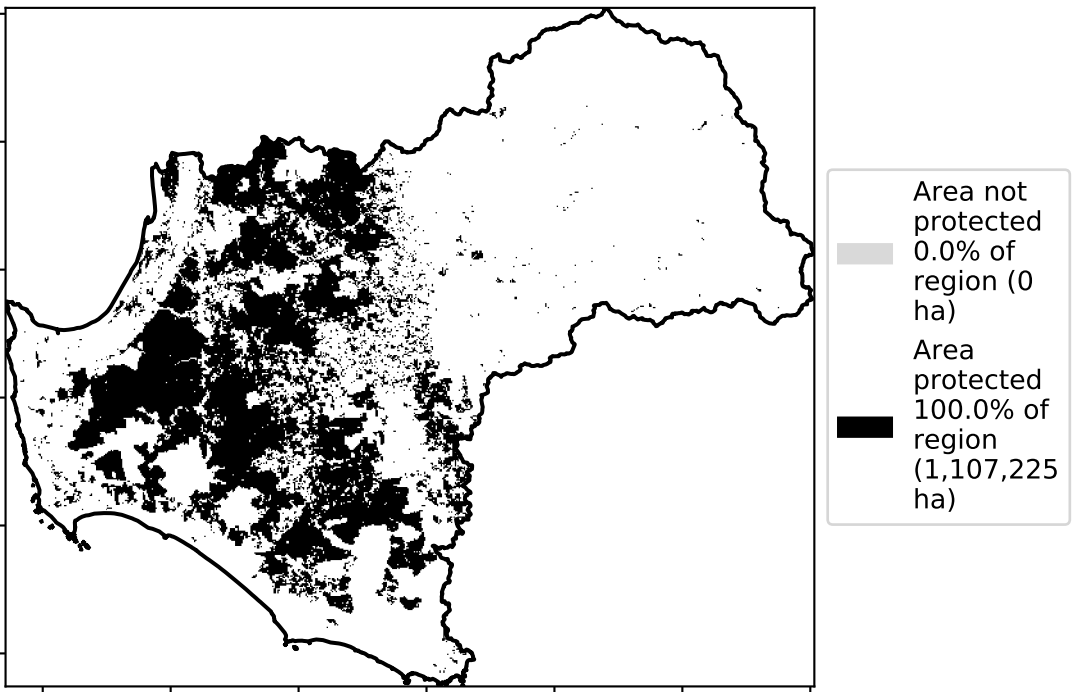 Area not
protected
0.0% of
region (0
ha)
Area
protected
100.0% of
region
(1,107,225
ha)